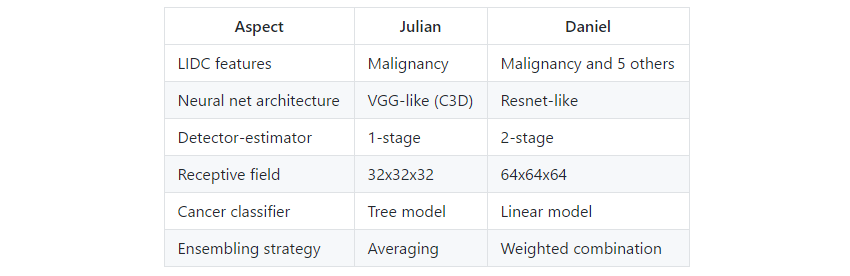 Aspect Julian Daniel
LIDC features Malignancy Malignancy and 5 others
Neural net architecture VGG-like (C3D) Resnet-like
Detector-estimator 1-stage 2-stage
Receptive field 32x32x32 64x64x64
Cancer classifier Tree model Linear model
Ensembling strategy Averaging Weighted combination